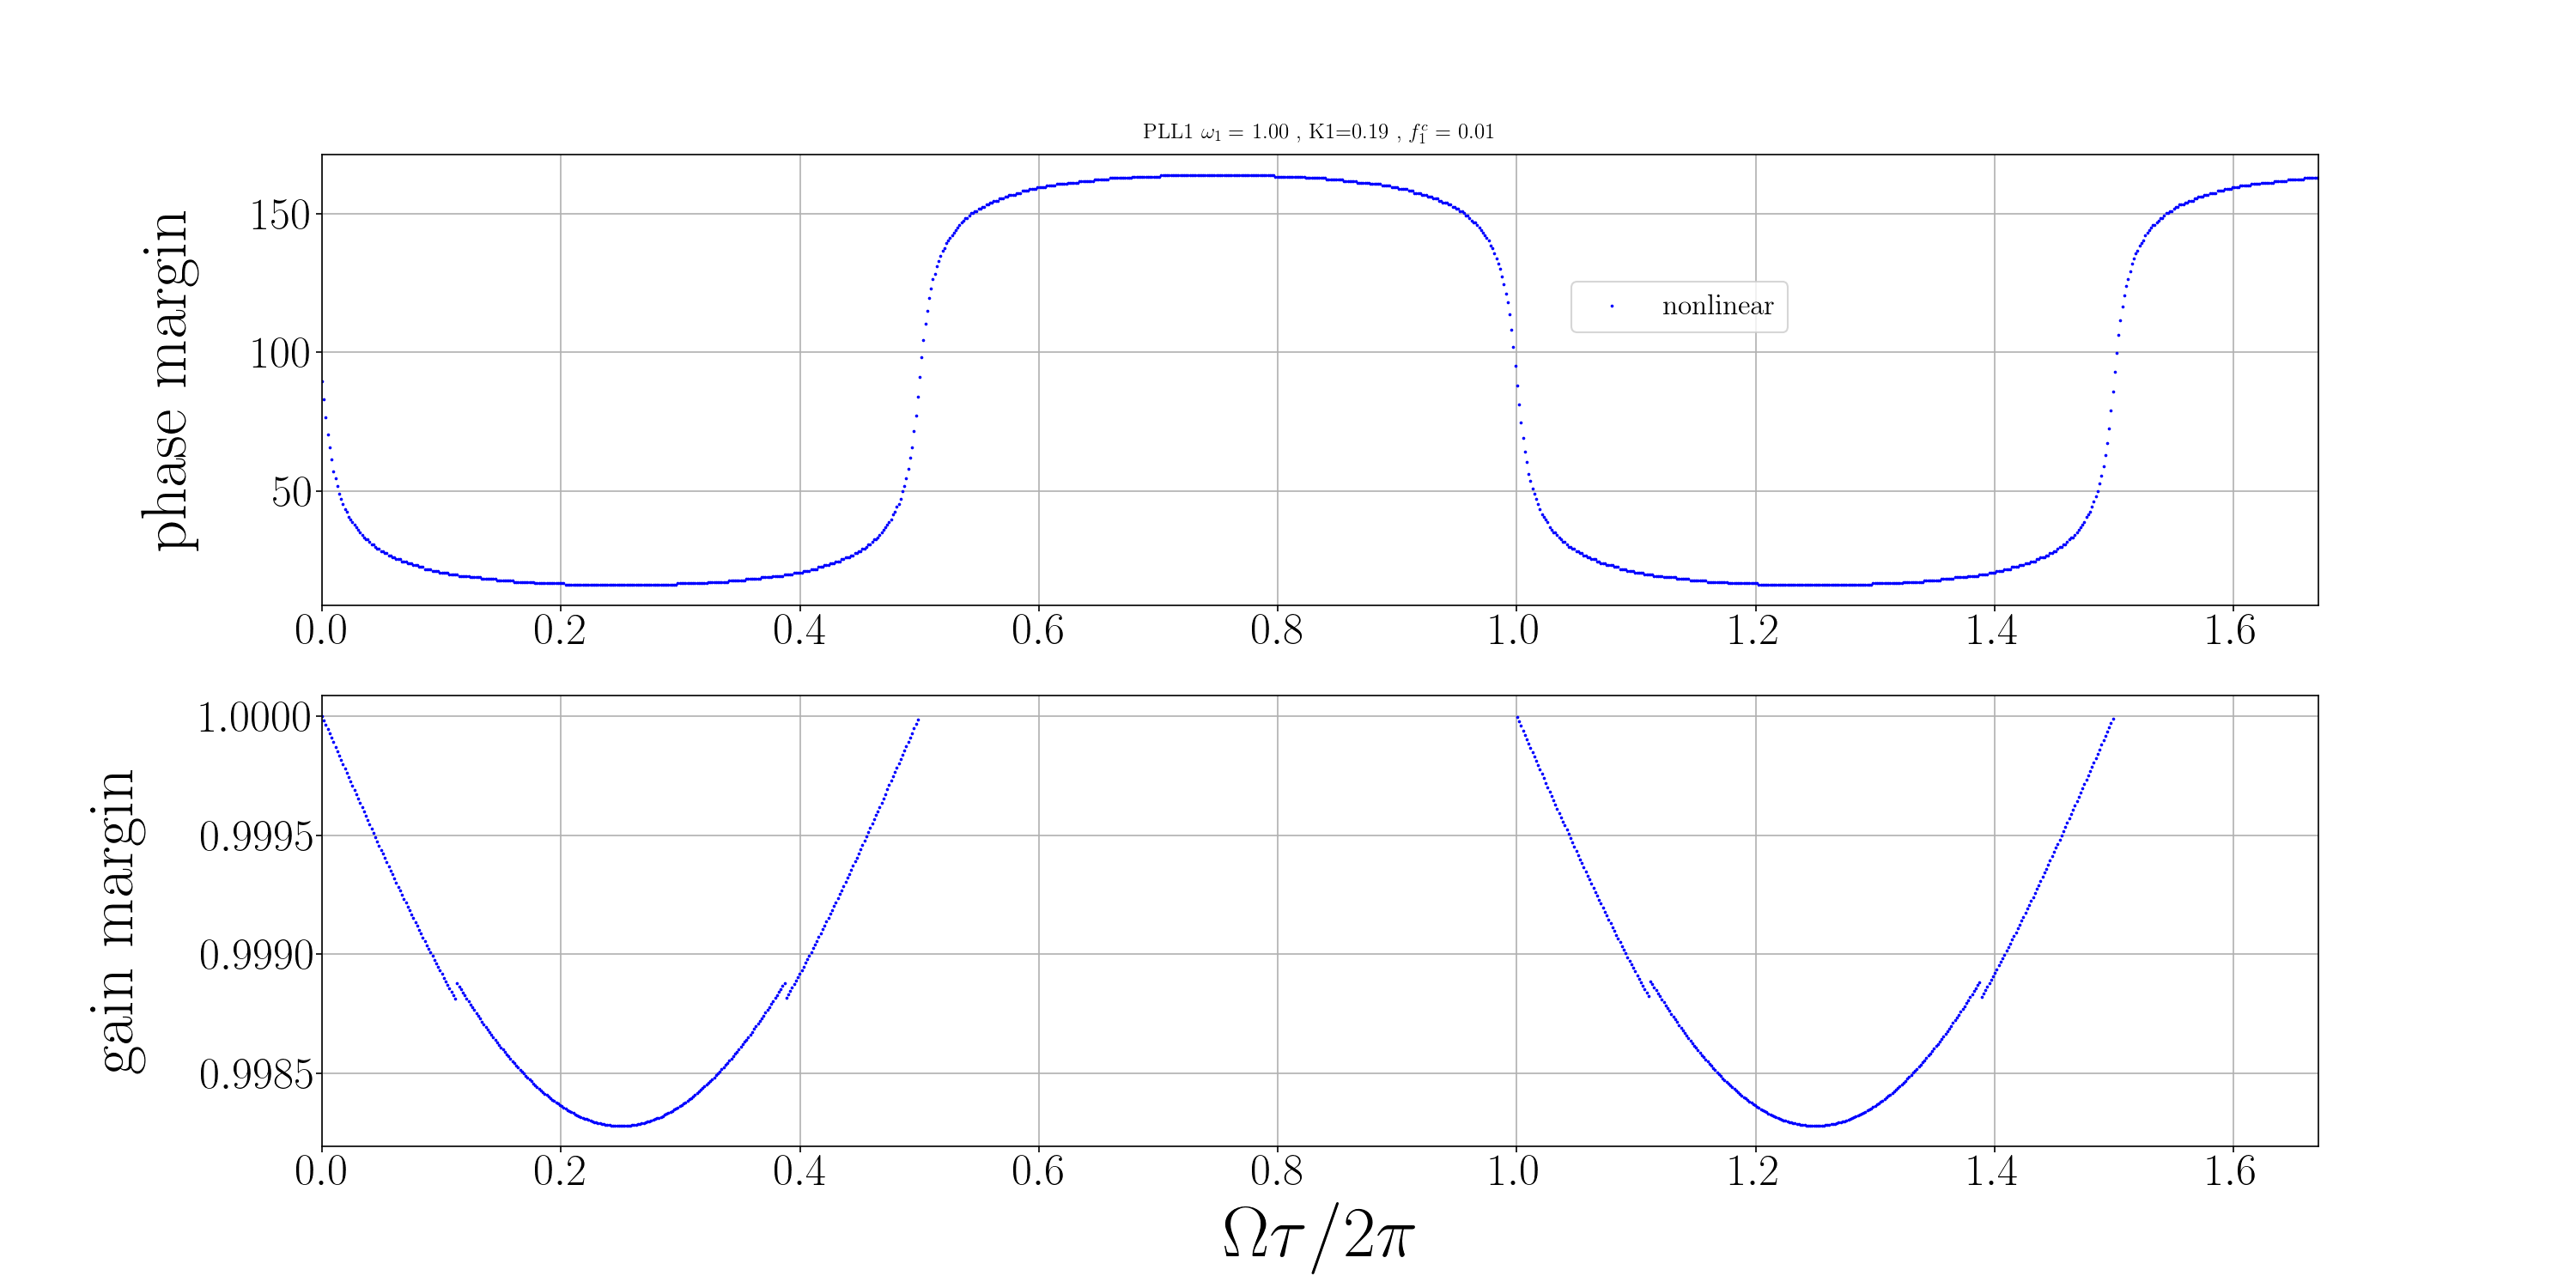 PLL1 ω₁ = 1.00 , K1=0.19 , f₁ᶜ = 0.01
phase margin
150
100
50
nonlinear
0.0 0.2 0.4 0.6 0.8 1.0 1.2 1.4 1.6
gain margin
1.0000
0.9995
0.9990
0.9985
0.0 0.2 0.4 0.6 0.8 1.0 1.2 1.4 1.6
Ωτ/2π